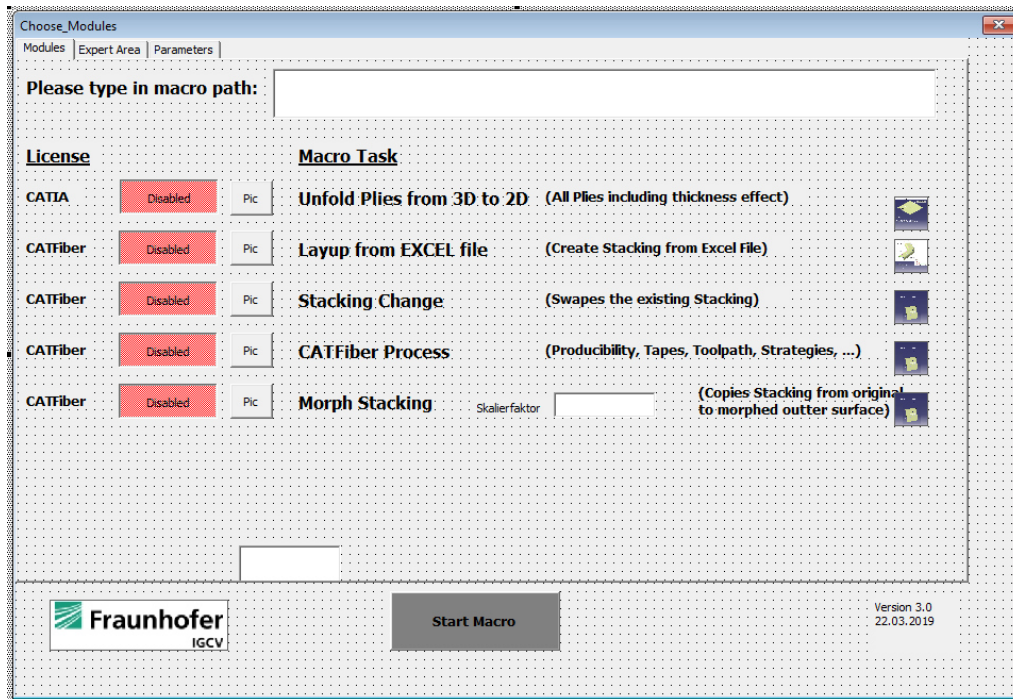 Choose_Modules
Modules Expert Area Parameters
Please type in macro path:
License Macro Task
CATIA Disabled Pic Unfold Plies from 3D to 2D (All Plies including thickness effect)
CATFiber Disabled Pic Layup from EXCEL file (Create Stacking from Excel File)
CATFiber Disabled Pic Stacking Change (Swapes the existing Stacking)
CATFiber Disabled Pic CATFiber Process (Producibility, Tapes, Toolpath, Strategies, ...)
CATFiber Disabled Pic Morph Stacking Skalierfaktor (Copies Stacking from original
to morphed outter surface)
Fraunhofer
IGCV
Start Macro
Version 3.0
22.03.2019